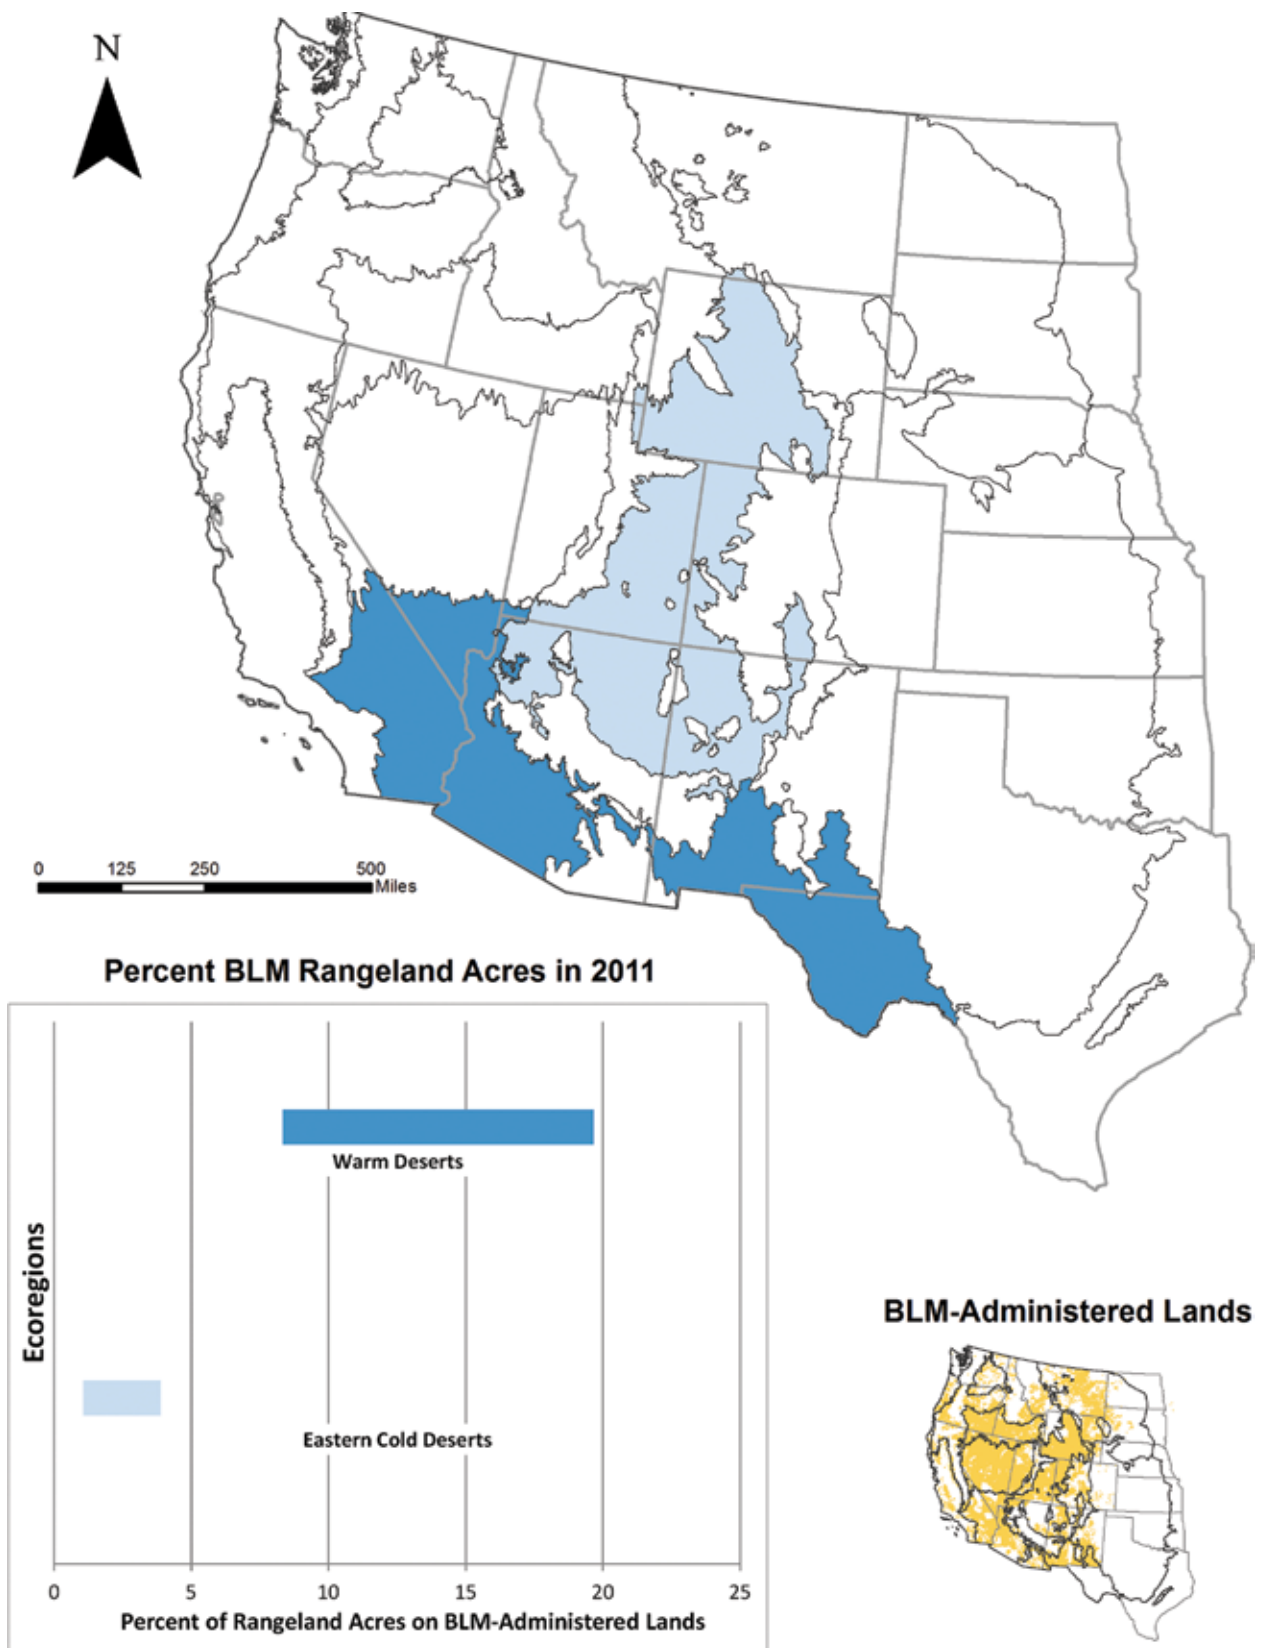 N
0 125 250 500
Miles
Percent BLM Rangeland Acres in 2011
Ecoregions
Warm Deserts
Eastern Cold Deserts
0 5 10 15 20 25
Percent of Rangeland Acres on BLM-Administered Lands
BLM-Administered Lands